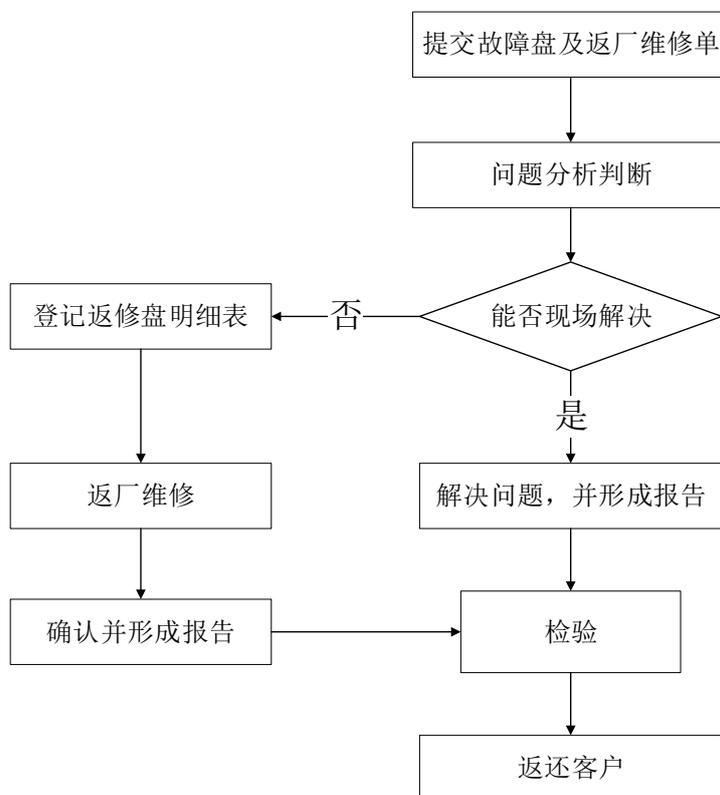 提交故障盘及返厂维修单
问题分析判断
能否现场解决
否
登记返修盘明细表
是
返厂维修
解决问题，并形成报告
确认并形成报告
检验
返还客户